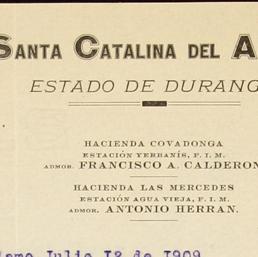 SANTA CATALINA DEL A
ESTADO DE DURANG
HACIENDA COVADONGA
ESTACIÓN YERBANÍS, F. I. M.
ADMOR. FRANCISCO A. CALDERON
HACIENDA LAS MERCEDES
ESTACIÓN AGUA VIEJA, F. I. M.
ADMOR. ANTONIO HERRAN.
Julio 12 de 1909